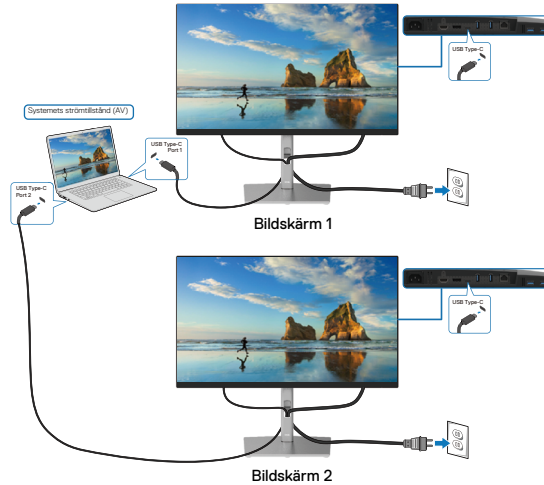 USB Type-C
Systemets strömtillstånd (AV)
USB Type-C
Port 1
USB Type-C
Port 2
Bildskärm 1
USB Type-C
Bildskärm 2